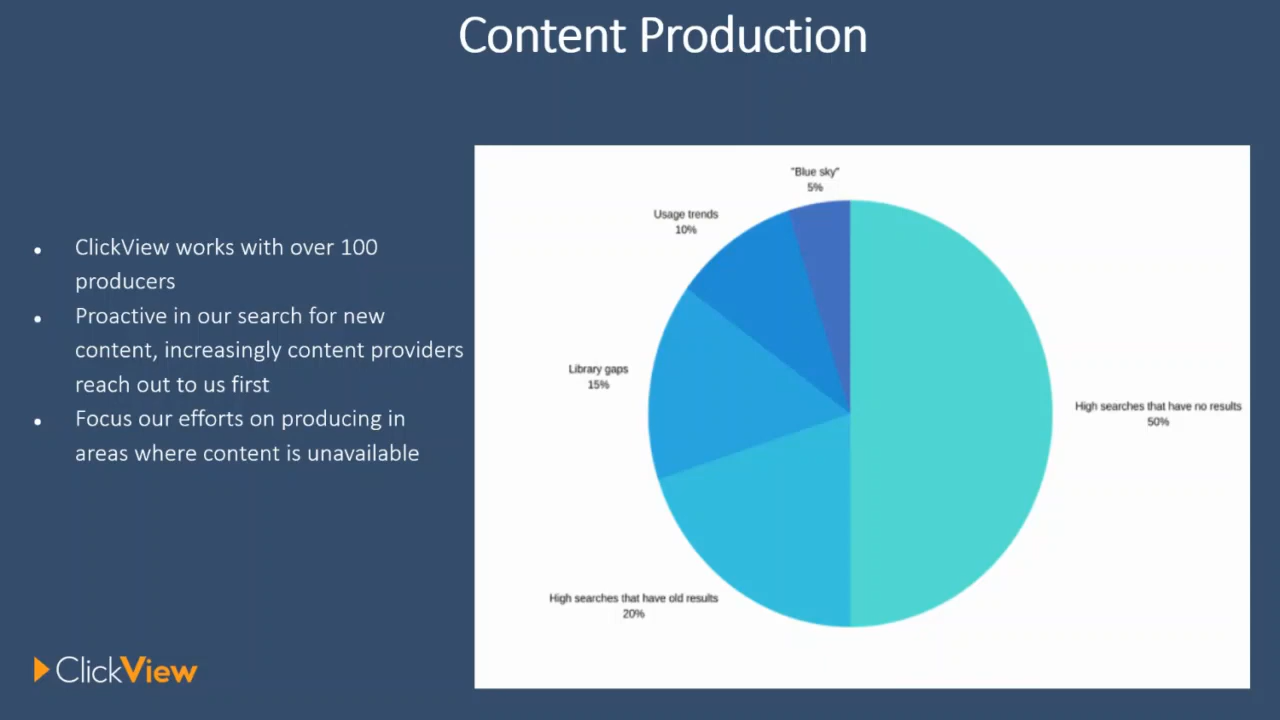 Content Production
• ClickView works with over 100
producers
• Proactive in our search for new
content, increasingly content providers
reach out to us first
• Focus our efforts on producing in
areas where content is unavailable
"Blue sky"
5%
Usage trends
10%
Library gaps
15%
High searches that have no results
50%
High searches that have old results
20%
ClickView